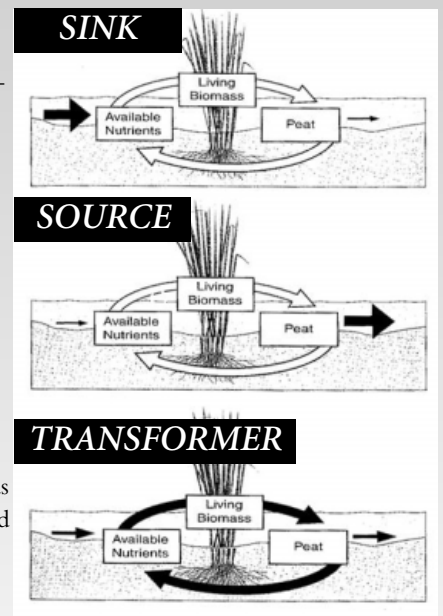 SINK
Living
Biomass
Available
Nutrients
Peat
SOURCE
Living
Biomass
Available
Nutrients
Peat
TRANSFORMER
Living
Biomass
Available
Nutrients
Peat